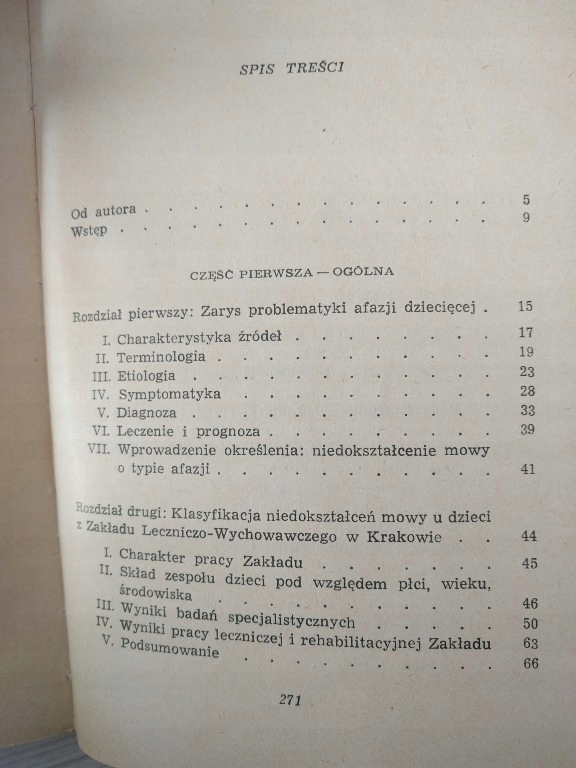 SPIS TREŚCI
Od autora . . . . . . . . . . . . . . . . . 5
Wstęp . . . . . . . . . . . . . . . . . . 9
CZĘŚĆ PIERWSZA — OGÓLNA
Rozdział pierwszy: Zarys problematyki afazji dziecięcej . 15
I. Charakterystyka źródeł . . . . . . . . 17
II. Terminologia . . . . . . . . . . . 19
III. Etiologia . . . . . . . . . . . . 23
IV. Symptomatyka . . . . . . . . . . 28
V. Diagnoza . . . . . . . . . . . . 33
VI. Leczenie i prognoza . . . . . . . . . 39
VII. Wprowadzenie określenia: niedokształcenie mowy
o typie afazji . . . . . . . . . . . 41
Rozdział drugi: Klasyfikacja niedokształceń mowy u dzieci
z Zakładu Leczniczo-Wychowawczego w Krakowie . . 44
I. Charakter pracy Zakładu . . . . . . . 45
II. Skład zespołu dzieci pod względem płci, wieku,
środowiska . . . . . . . . . . . 46
III. Wyniki badań specjalistycznych . . . . . 50
IV. Wyniki pracy leczniczej i rehabilitacyjnej Zakładu 63
V. Podsumowanie . . . . . . . . . . 66
271